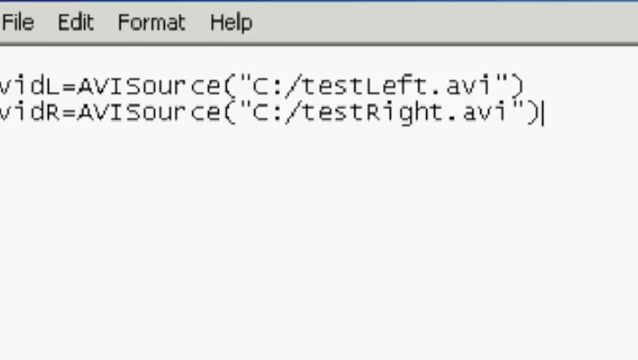 File Edit Format Help
vidL=AVISource("C:/testLeft.avi")
vidR=AVISource("C:/testRight.avi")